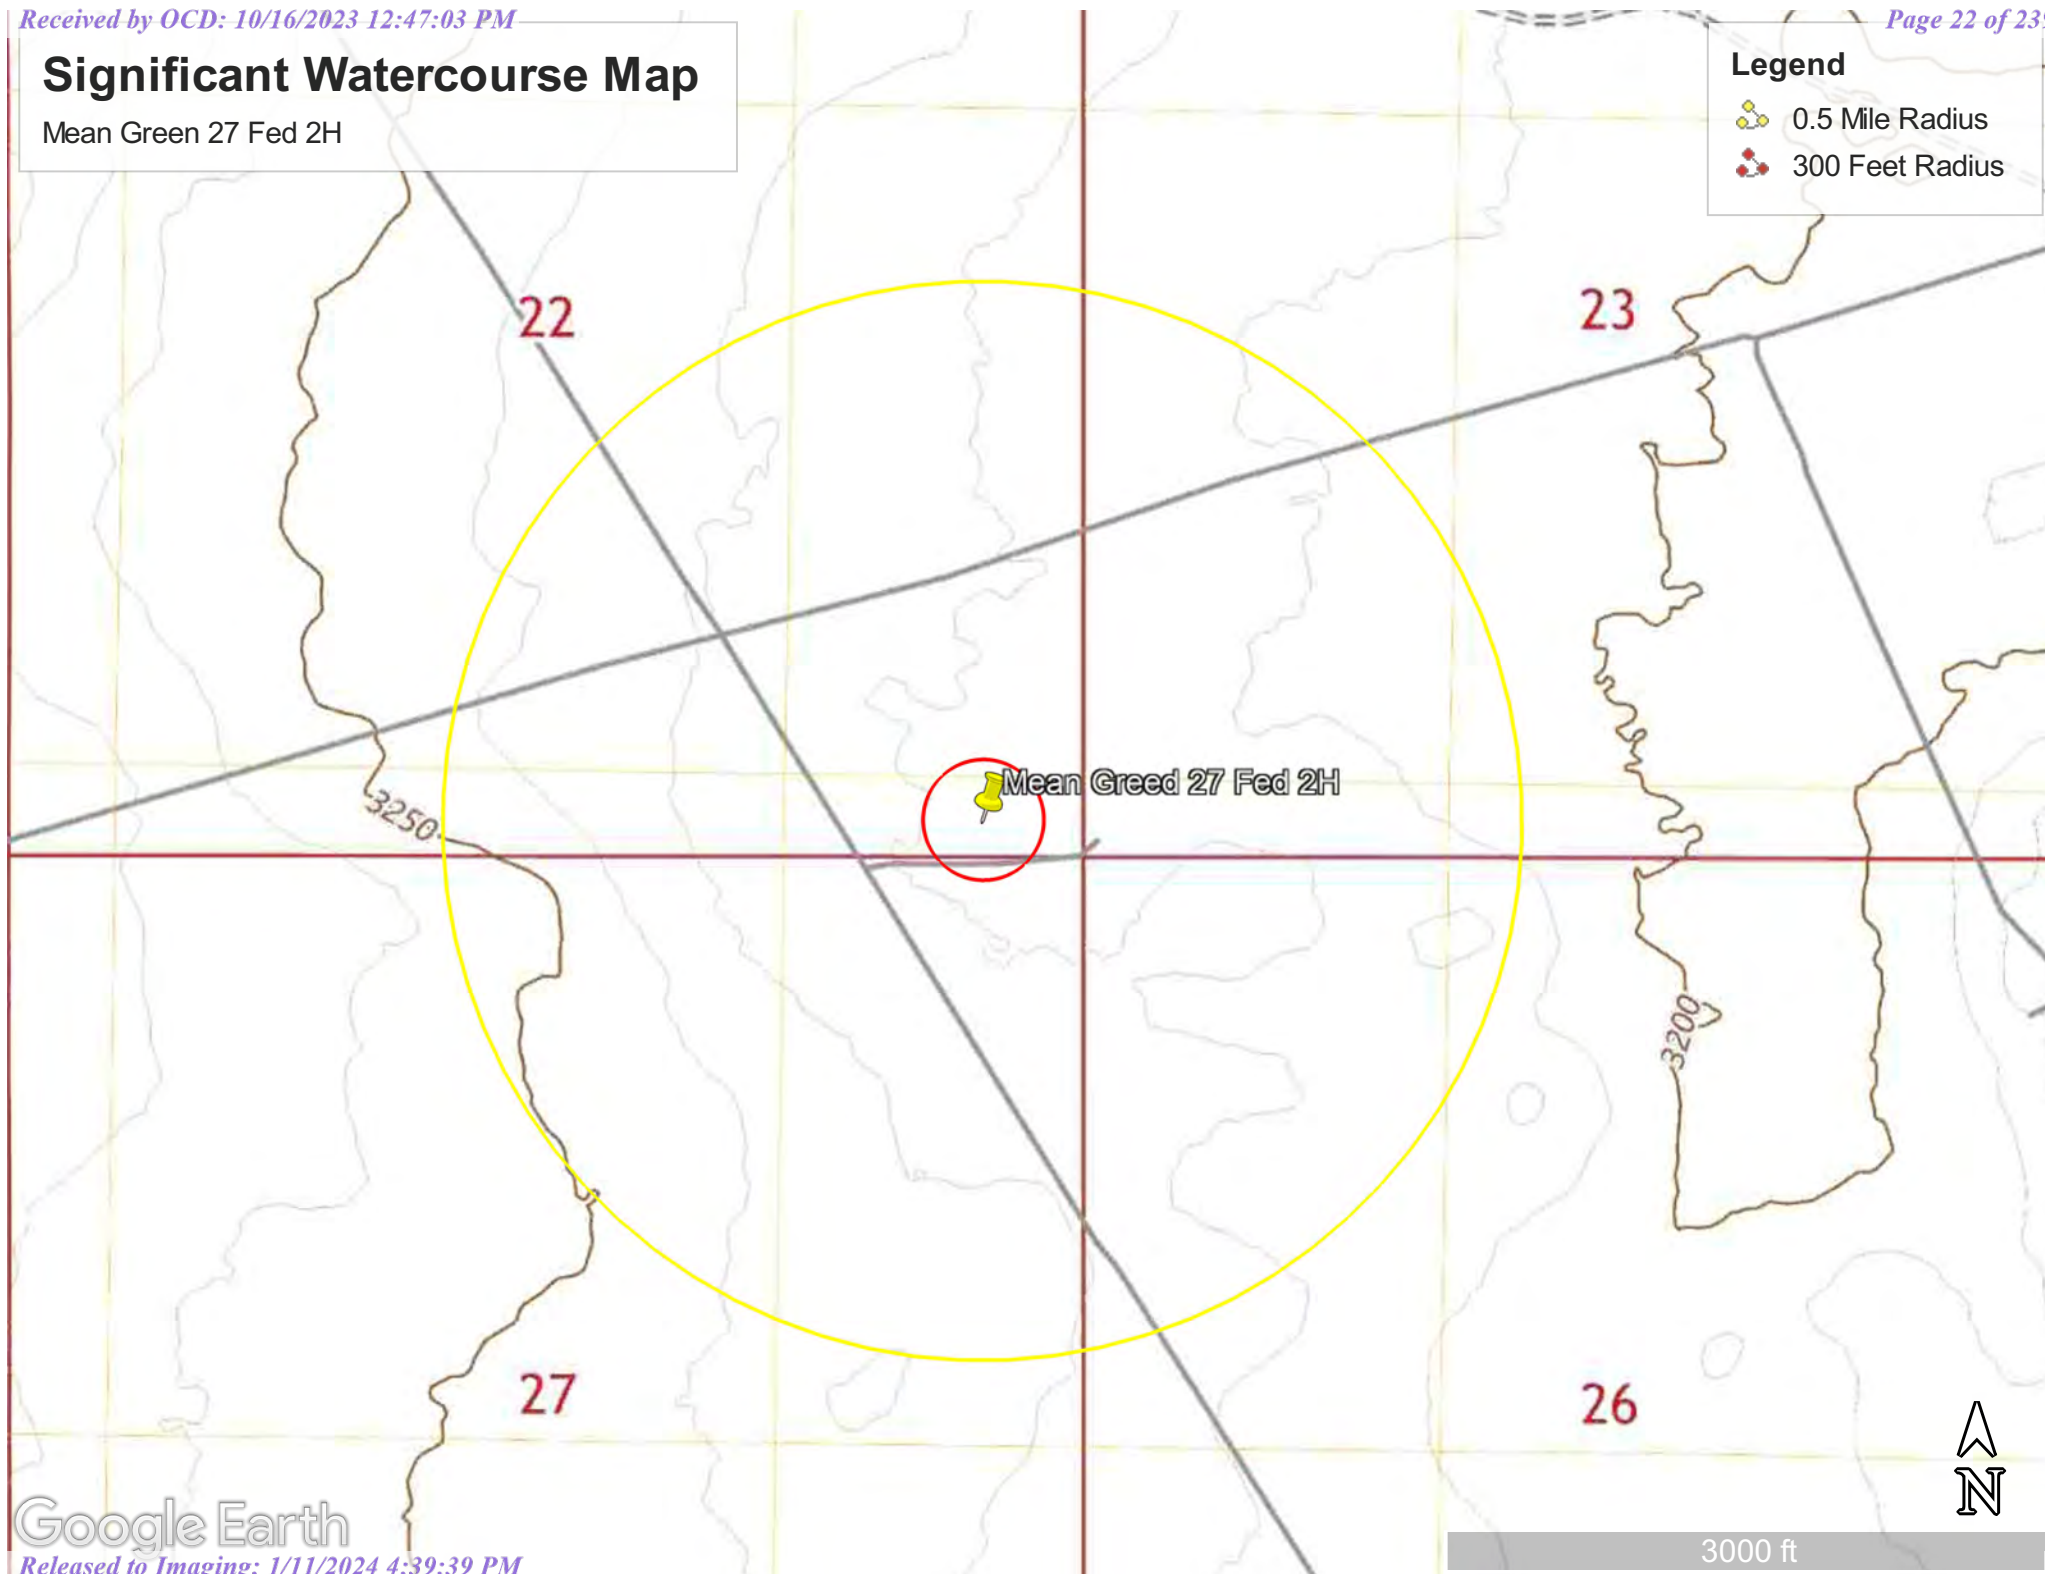 Received by OCD: 10/16/2023 12:47:03 PM
Page 22 of 23
Significant Watercourse Map
Mean Green 27 Fed 2H
Legend
0.5 Mile Radius
300 Feet Radius
22
23
Mean Greed 27 Fed 2H
3250
3200
27
26
N
Google Earth
3000 ft
Released to Imaging: 1/11/2024 4:39:39 PM